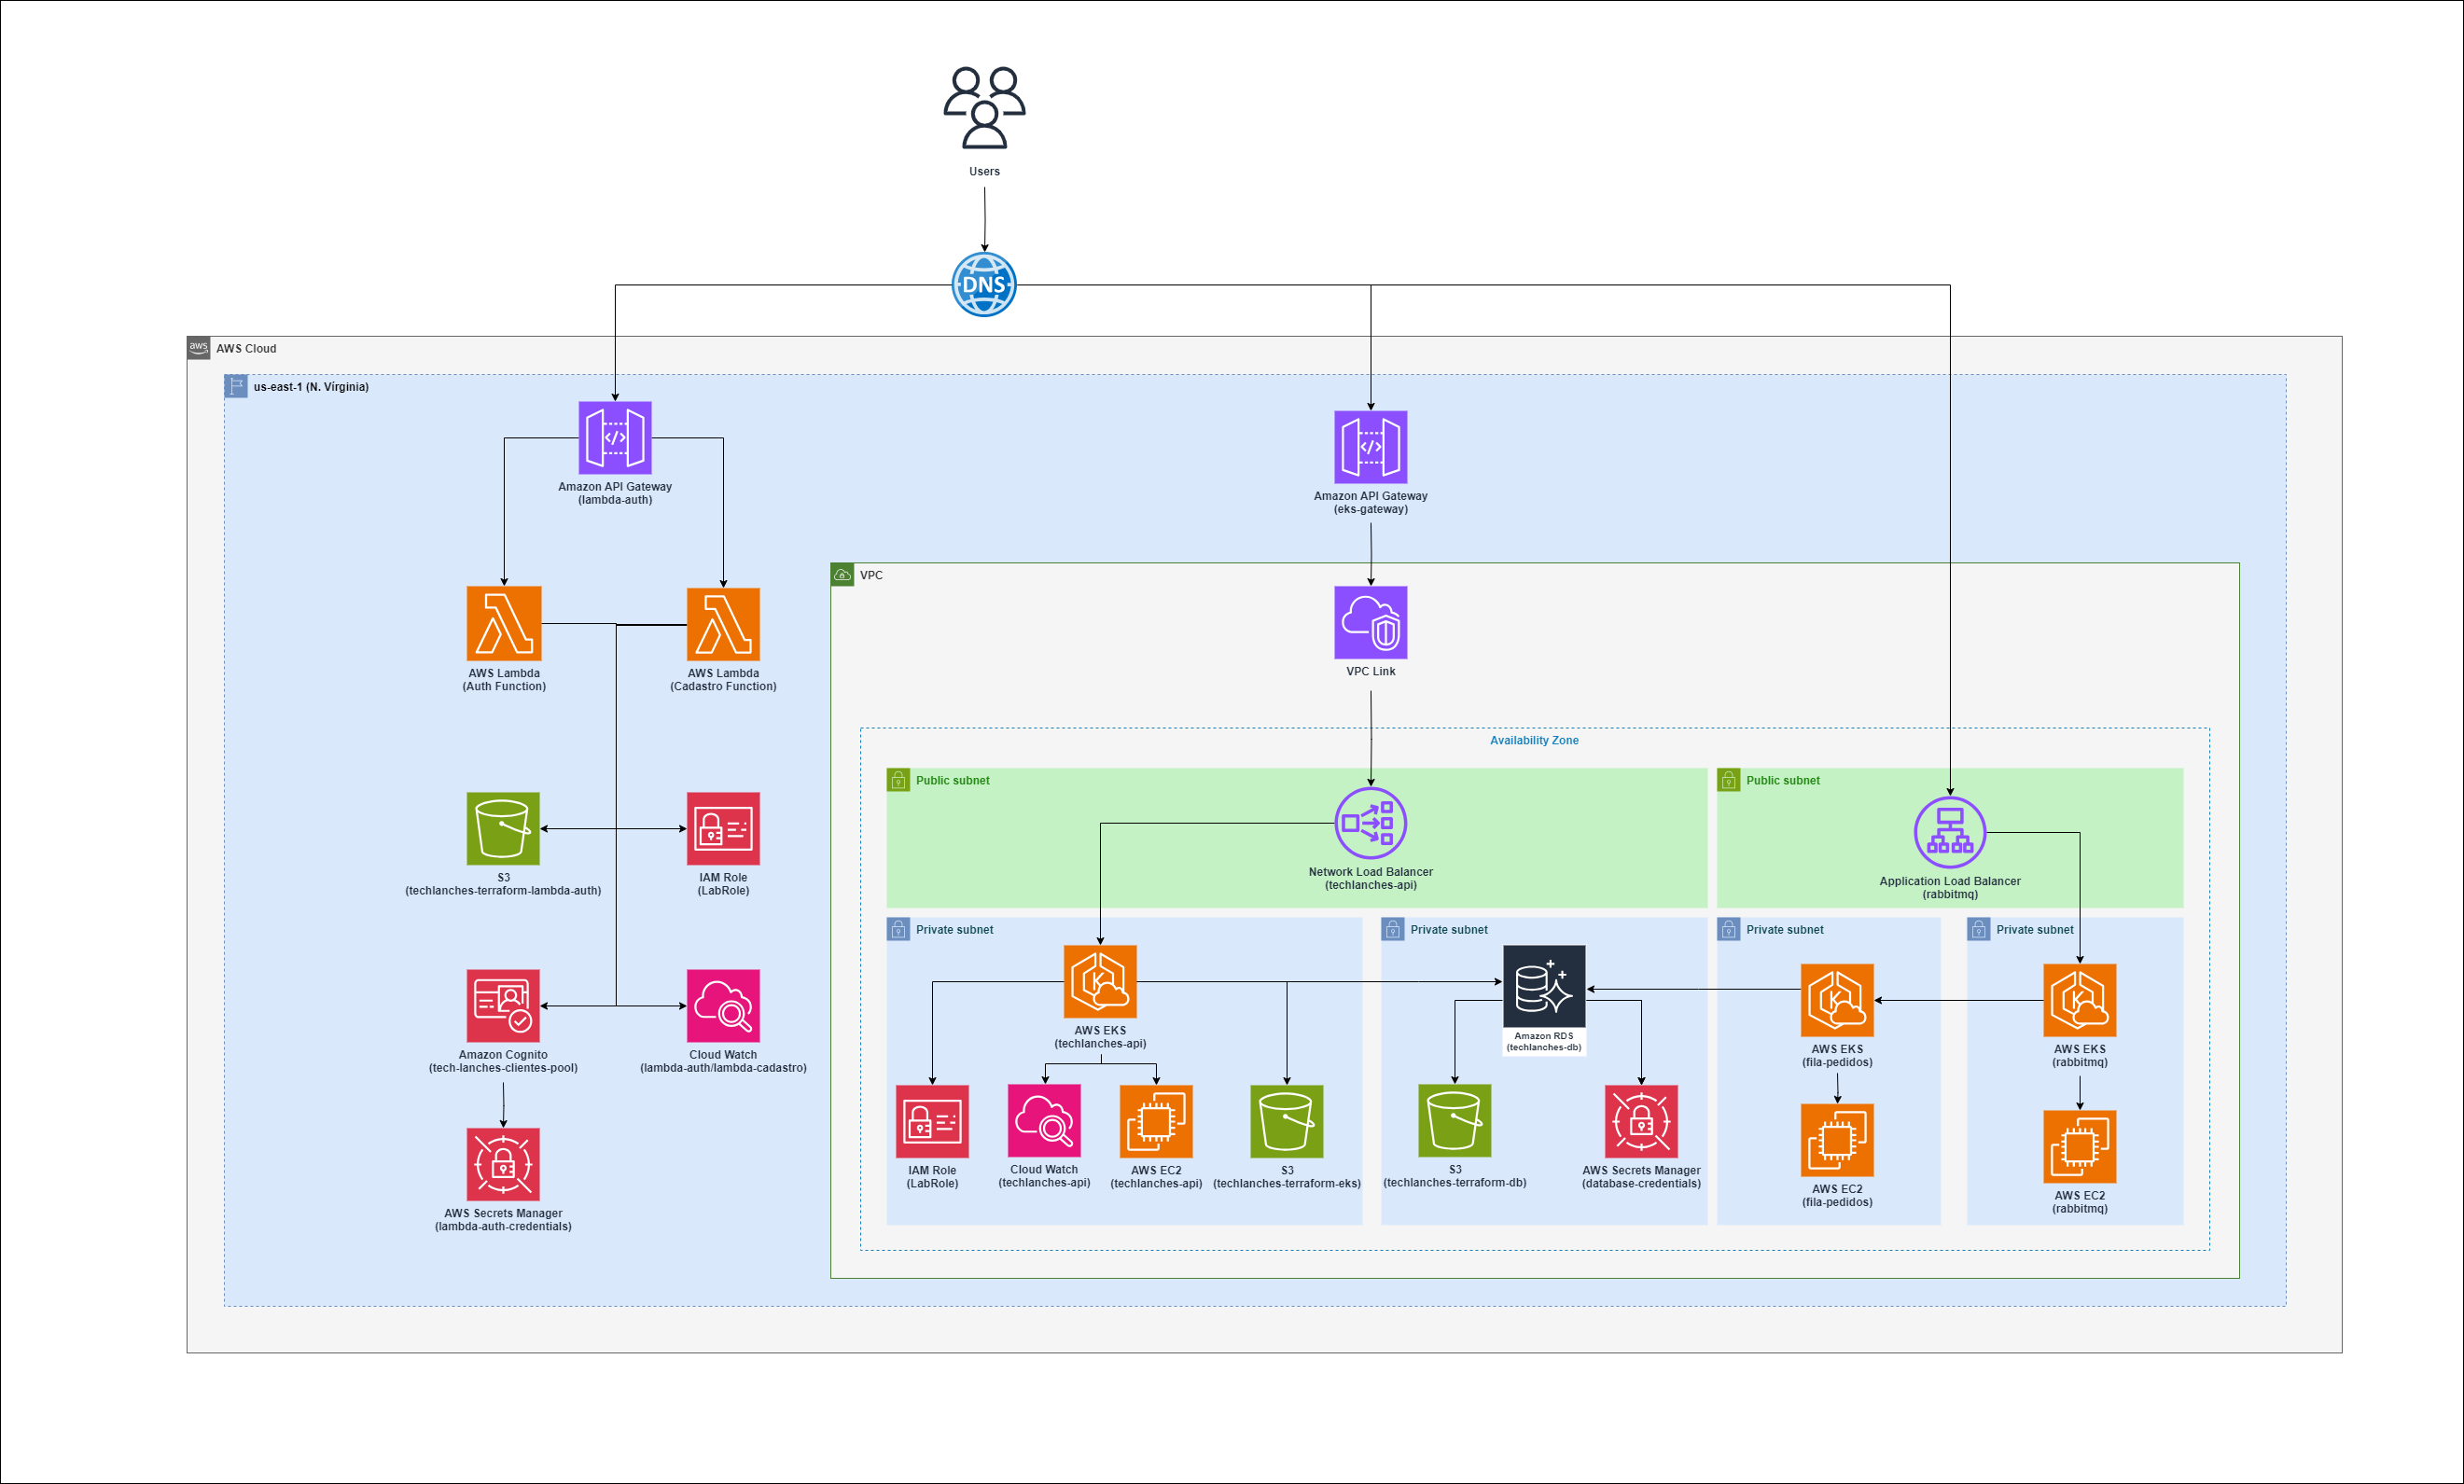 Users
DNS
aws
AWS Cloud
us-east-1 (N. Vírginia)
Amazon API Gateway
(lambda-auth)
Amazon API Gateway
(eks-gateway)
VPC
AWS Lambda
(Auth Function)
AWS Lambda
(Cadastro Function)
VPC Link
Availability Zone
Public subnet
Public subnet
S3
(techlanches-terraform-lambda-auth)
IAM Role
(LabRole)
Network Load Balancer
(techlanches-api)
Application Load Balancer
(rabbitmq)
Private subnet
Private subnet
Private subnet
Private subnet
Amazon Cognito
(tech-lanches-clientes-pool)
Cloud Watch
(lambda-auth/lambda-cadastro)
AWS EKS
(techlanches-api)
Amazon RDS
(techlanches-db)
AWS EKS
(fila-pedidos)
AWS EKS
(rabbitmq)
IAM Role
(LabRole)
Cloud Watch
(techlanches-api)
AWS EC2
(techlanches-api)
S3
(techlanches-terraform-eks)
S3
(techlanches-terraform-db)
AWS Secrets Manager
(database-credentials)
AWS EC2
(fila-pedidos)
AWS EC2
(rabbitmq)
AWS Secrets Manager
(lambda-auth-credentials)